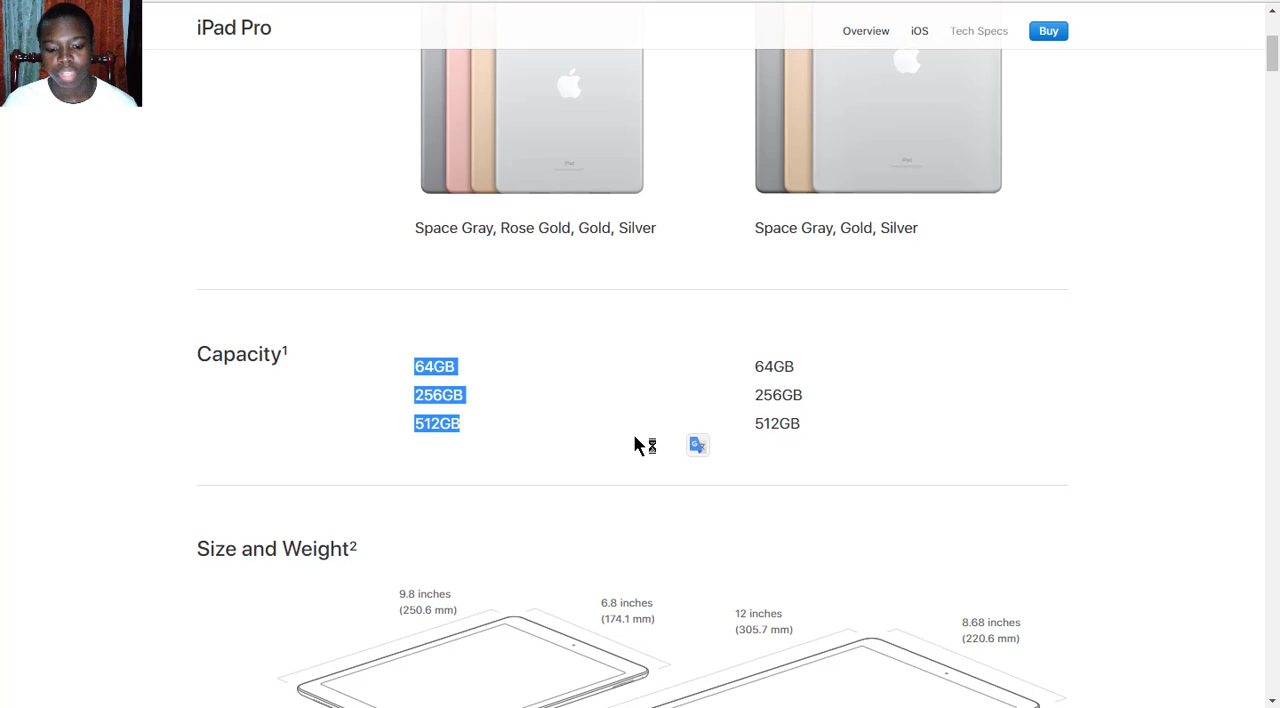 iPad Pro
Overview iOS Tech Specs Buy
Space Gray, Rose Gold, Gold, Silver
Space Gray, Gold, Silver
Capacity¹
64GB
256GB
512GB
64GB
256GB
512GB
Size and Weight²
9.8 inches
(250.6 mm)
6.8 inches
(174.1 mm)
12 inches
(305.7 mm)
8.68 inches
(220.6 mm)